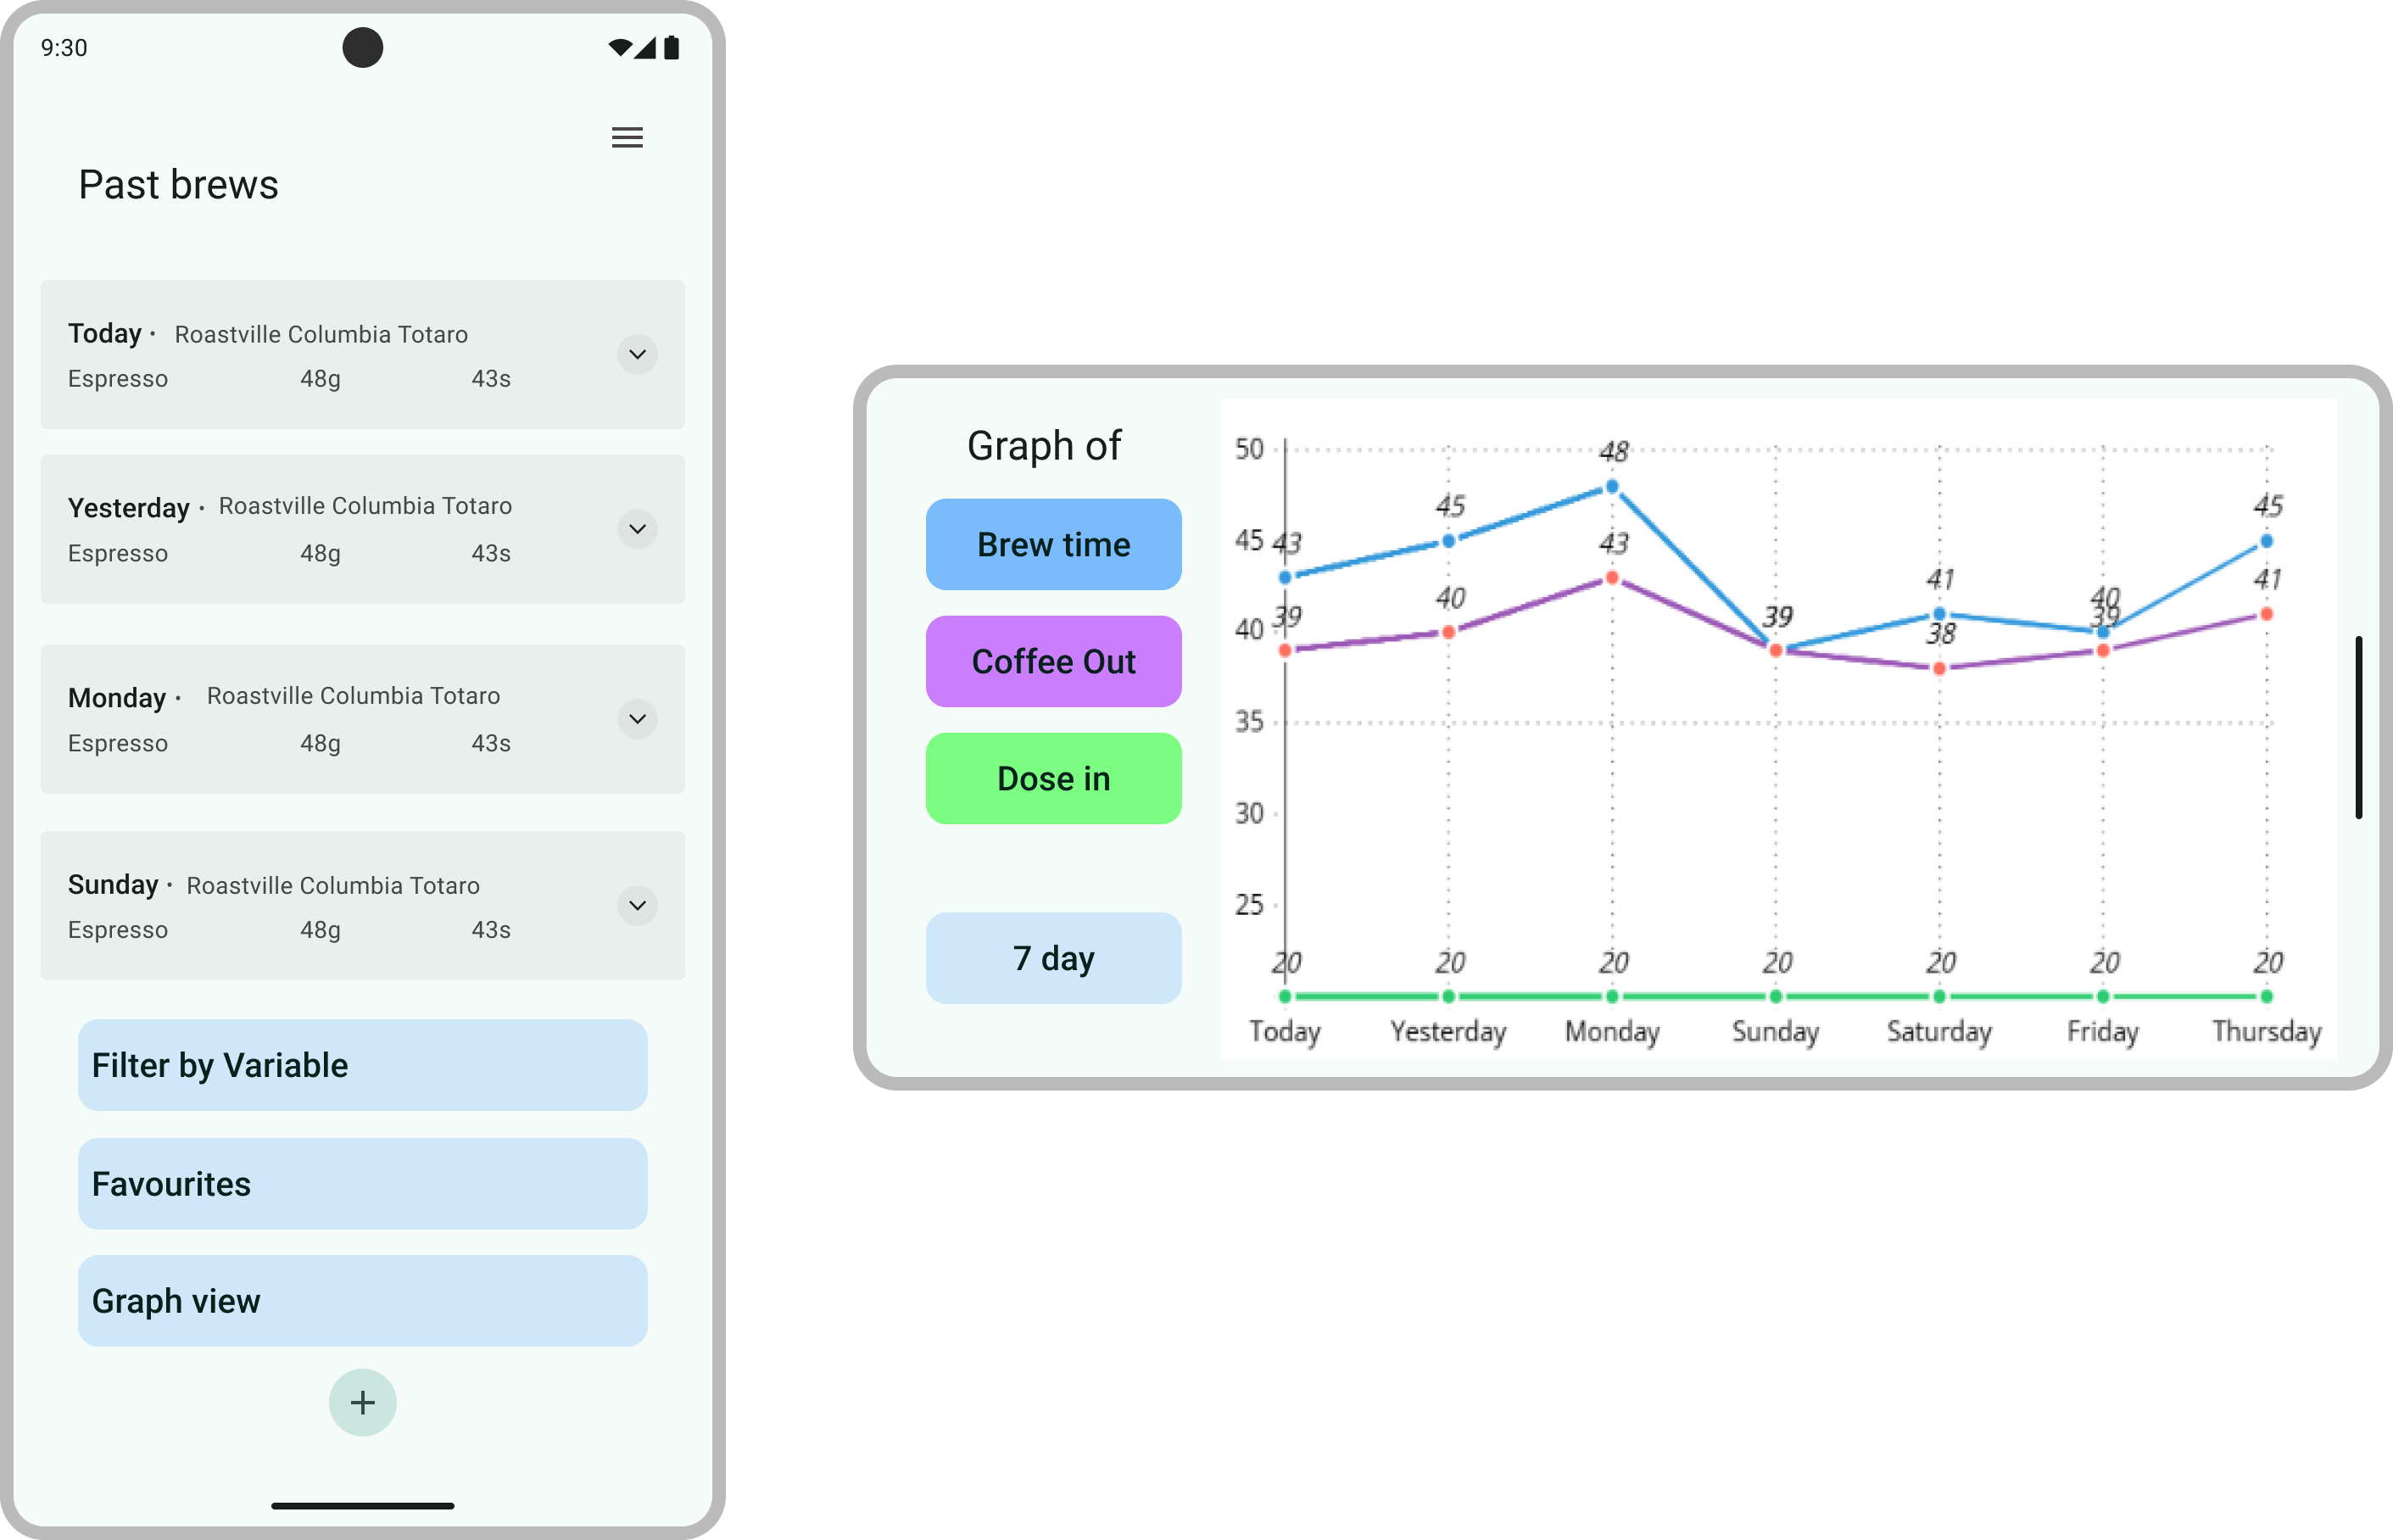 9:30
Past brews
Today • Roastville Columbia Totaro
Espresso 48g 43s
Yesterday • Roastville Columbia Totaro
Espresso 48g 43s
Monday • Roastville Columbia Totaro
Espresso 48g 43s
Sunday • Roastville Columbia Totaro
Espresso 48g 43s
Filter by Variable
Favourites
Graph view
+
Graph of
Brew time
Coffee Out
Dose in
7 day
50
45
40
35
30
25
43 45 48 39 41 40 45
39 40 43 38 39 41
20 20 20 20 20 20 20
Today Yesterday Monday Sunday Saturday Friday Thursday